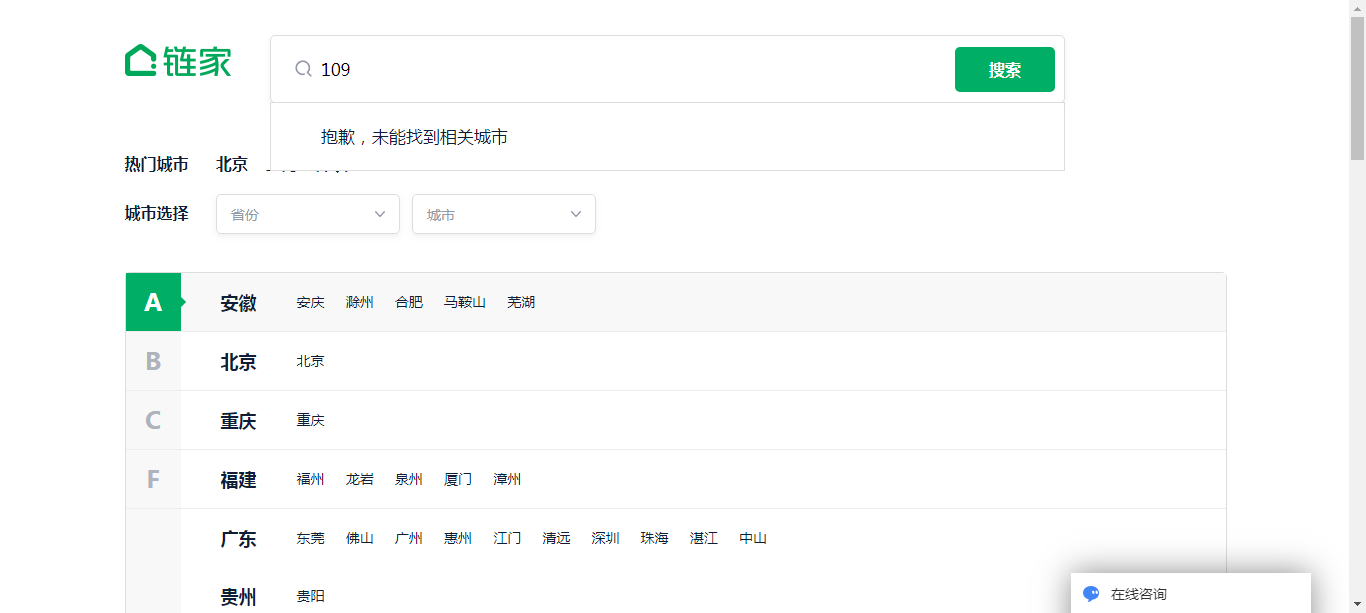 链家
109
搜索
抱歉，未能找到相关城市
热门城市 北京
城市选择 省份 城市
A 安徽 安庆 滁州 合肥 马鞍山 芜湖
B 北京 北京
C 重庆 重庆
F 福建 福州 龙岩 泉州 厦门 漳州
广东 东莞 佛山 广州 惠州 江门 清远 深圳 珠海 湛江 中山
贵州 贵阳
在线咨询